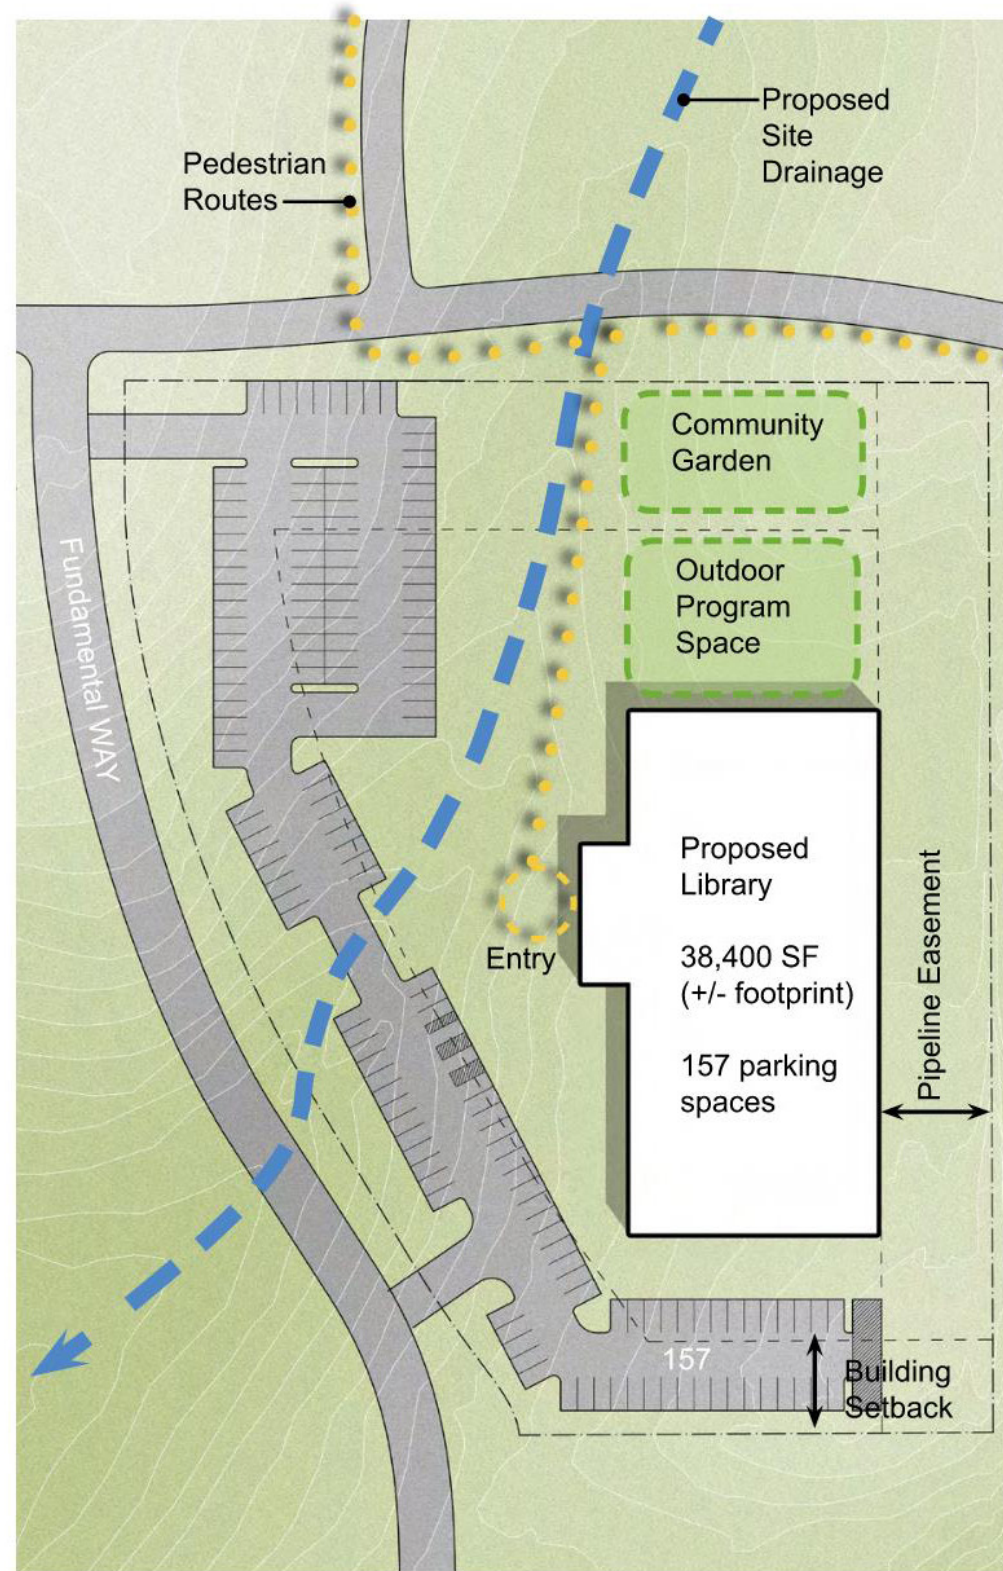 Proposed
Site
Drainage
Pedestrian
Routes
Community
Garden
Outdoor
Program
Space
Fundamental WAY
Proposed
Library
38,400 SF
(+/- footprint)
157 parking
spaces
Entry
Pipeline Easement
157
Building
Setback